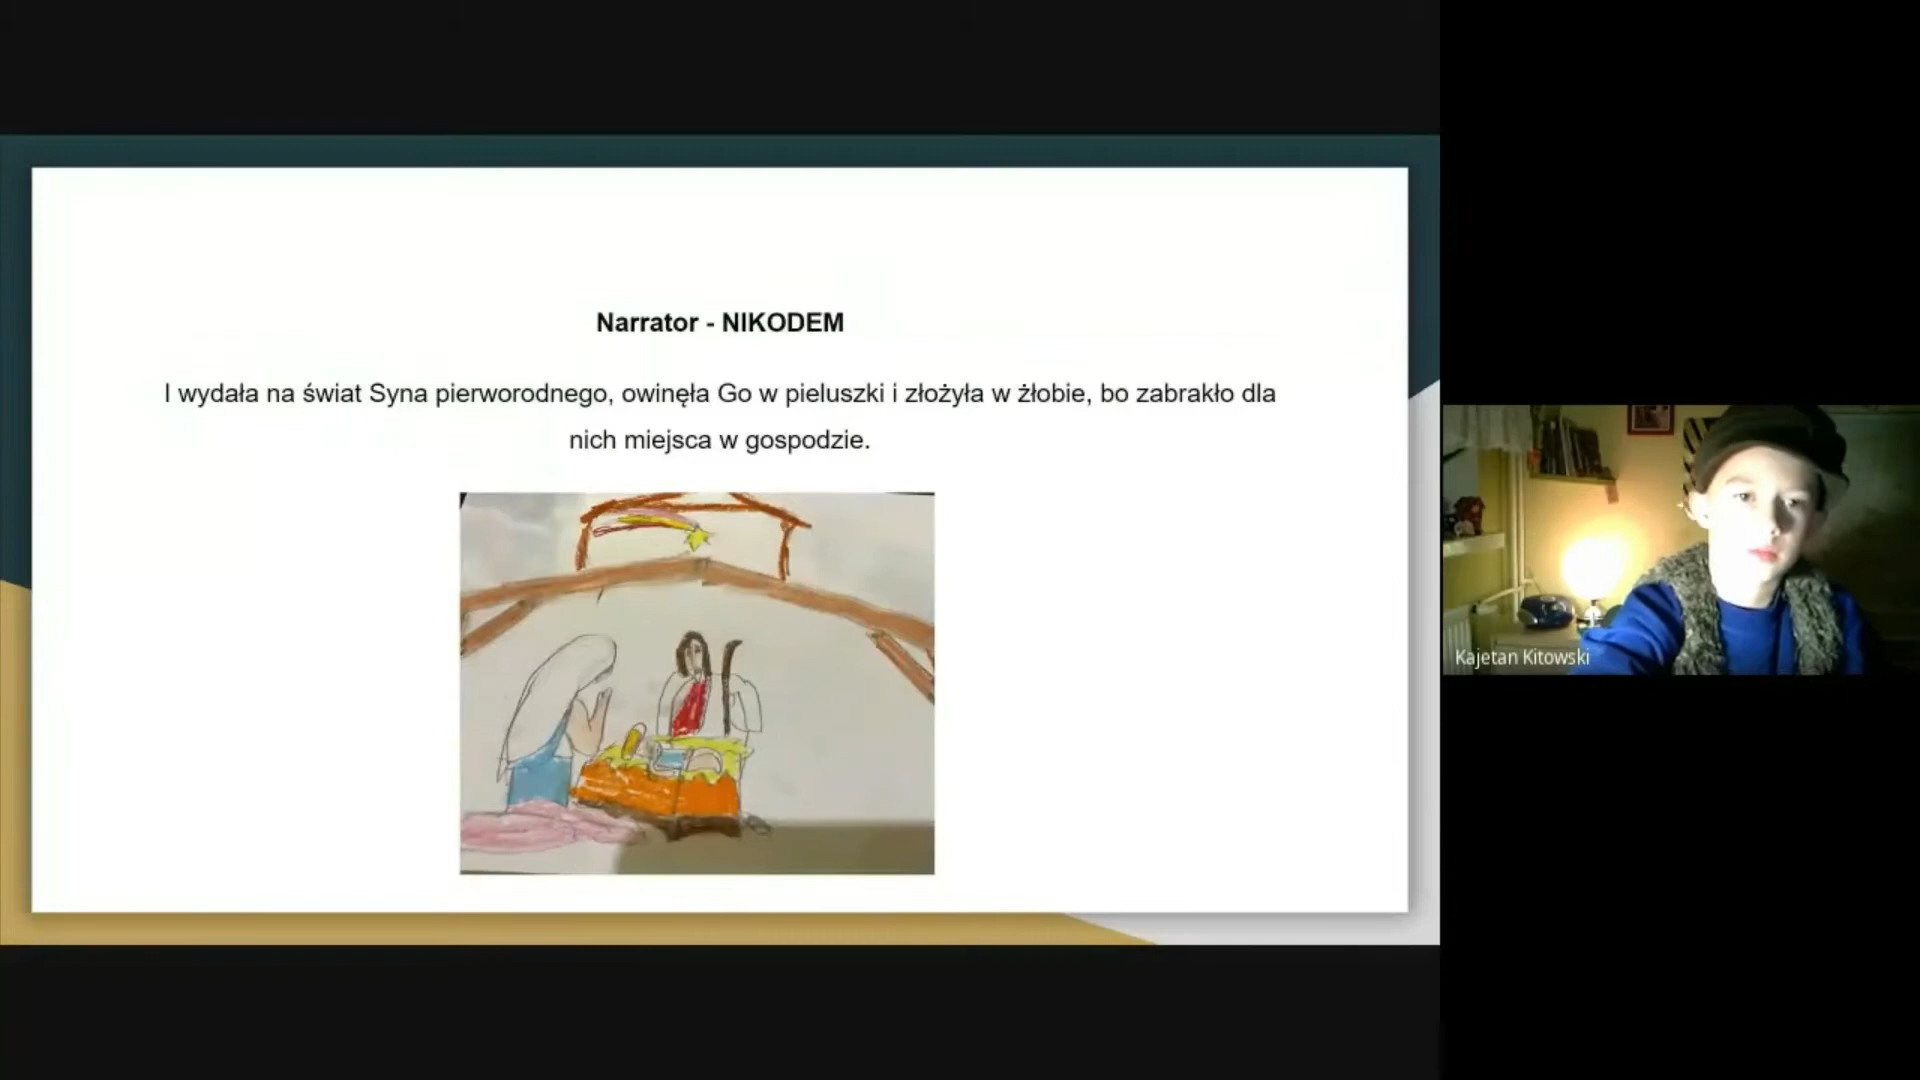 Narrator - NIKODEM
I wydała na świat Syna pierworodnego, owinęła Go w pieluszki i złożyła w żłobie, bo zabrakło dla
nich miejsca w gospodzie.
Kajetan Kitowski